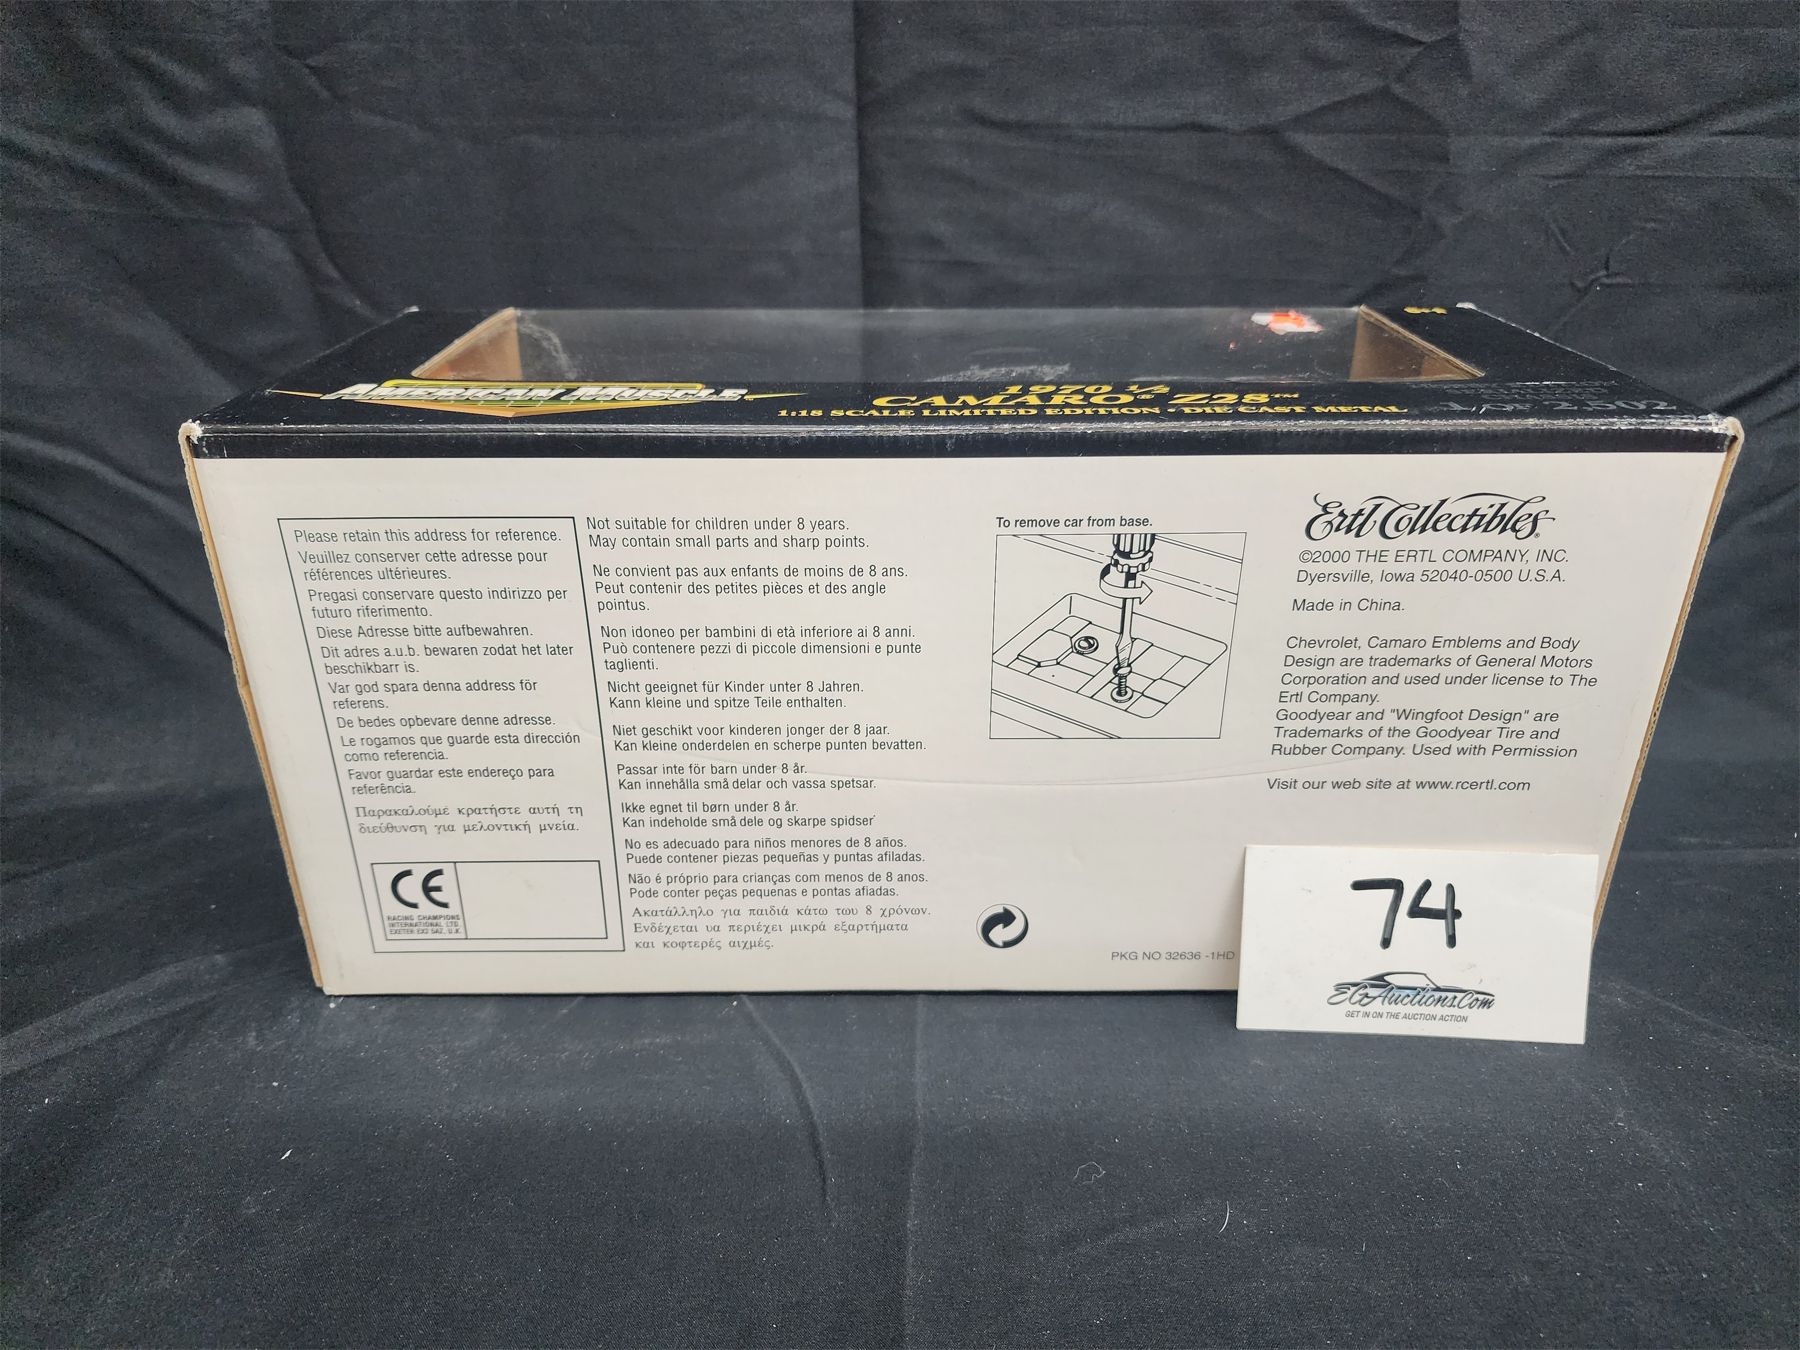 AMERICAN MUSCLE
1970 1/2
CAMARO® Z28™
1:18 SCALE LIMITED EDITION • DIE CAST METAL
1 OF 2,502
Please retain this address for reference.
Veuillez conserver cette adresse pour
références ultérieures.
Pregasi conservare questo indirizzo per
futuro riferimento.
Diese Adresse bitte aufbewahren.
Dit adres a.u.b. bewaren zodat het later
beschikbarr is.
Var god spara denna address för
referens.
De bedes opbevare denne adresse.
Le rogamos que guarde esta dirección
como referencia.
Favor guardar este endereço para
referência.
Παρακαλούμε κρατήστε αυτή τη
διεύθυνση για μελοντική μνεία.
CE
RACING CHAMPIONS
INTERNATIONAL LTD
EXETER EX2 8AZ, U.K.
Not suitable for children under 8 years.
May contain small parts and sharp points.
Ne convient pas aux enfants de moins de 8 ans.
Peut contenir des petites pièces et des angle
pointus.
Non idoneo per bambini di età inferiore ai 8 anni.
Può contenere pezzi di piccole dimensioni e punte
taglienti.
Nicht geeignet für Kinder unter 8 Jahren.
Kann kleine und spitze Teile enthalten.
Niet geschikt voor kinderen jonger der 8 jaar.
Kan kleine onderdelen en scherpe punten bevatten.
Passar inte för barn under 8 år.
Kan innehålla små delar och vassa spetsar.
Ikke egnet til børn under 8 år.
Kan indeholde små dele og skarpe spidser
No es adecuado para niños menores de 8 años.
Puede contener piezas pequeñas y puntas afiladas.
Não é próprio para crianças com menos de 8 anos.
Pode conter peças pequenas e pontas afiadas.
Ακατάλληλο για παιδιά κάτω του 8 χρόνων.
Ενδέχεται υα περιέχει μικρά εξαρτήματα
και κοφτερές αιχμές.
To remove car from base.
PKG NO 32636 -1HD
Ertl Collectibles®
©2000 THE ERTL COMPANY, INC.
Dyersville, Iowa 52040-0500 U.S.A.
Made in China.
Chevrolet, Camaro Emblems and Body
Design are trademarks of General Motors
Corporation and used under license to The
Ertl Company.
Goodyear and "Wingfoot Design" are
Trademarks of the Goodyear Tire and
Rubber Company. Used with Permission
Visit our web site at www.rcertl.com
74
EGAuctions.Com
GET IN ON THE AUCTION ACTION